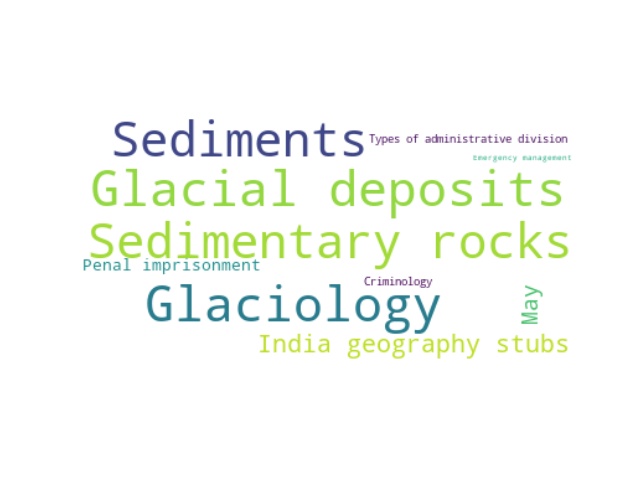 Sediments
Types of administrative division
Emergency management
Glacial deposits
Sedimentary rocks
Penal imprisonment
Criminology
Glaciology
May
India geography stubs